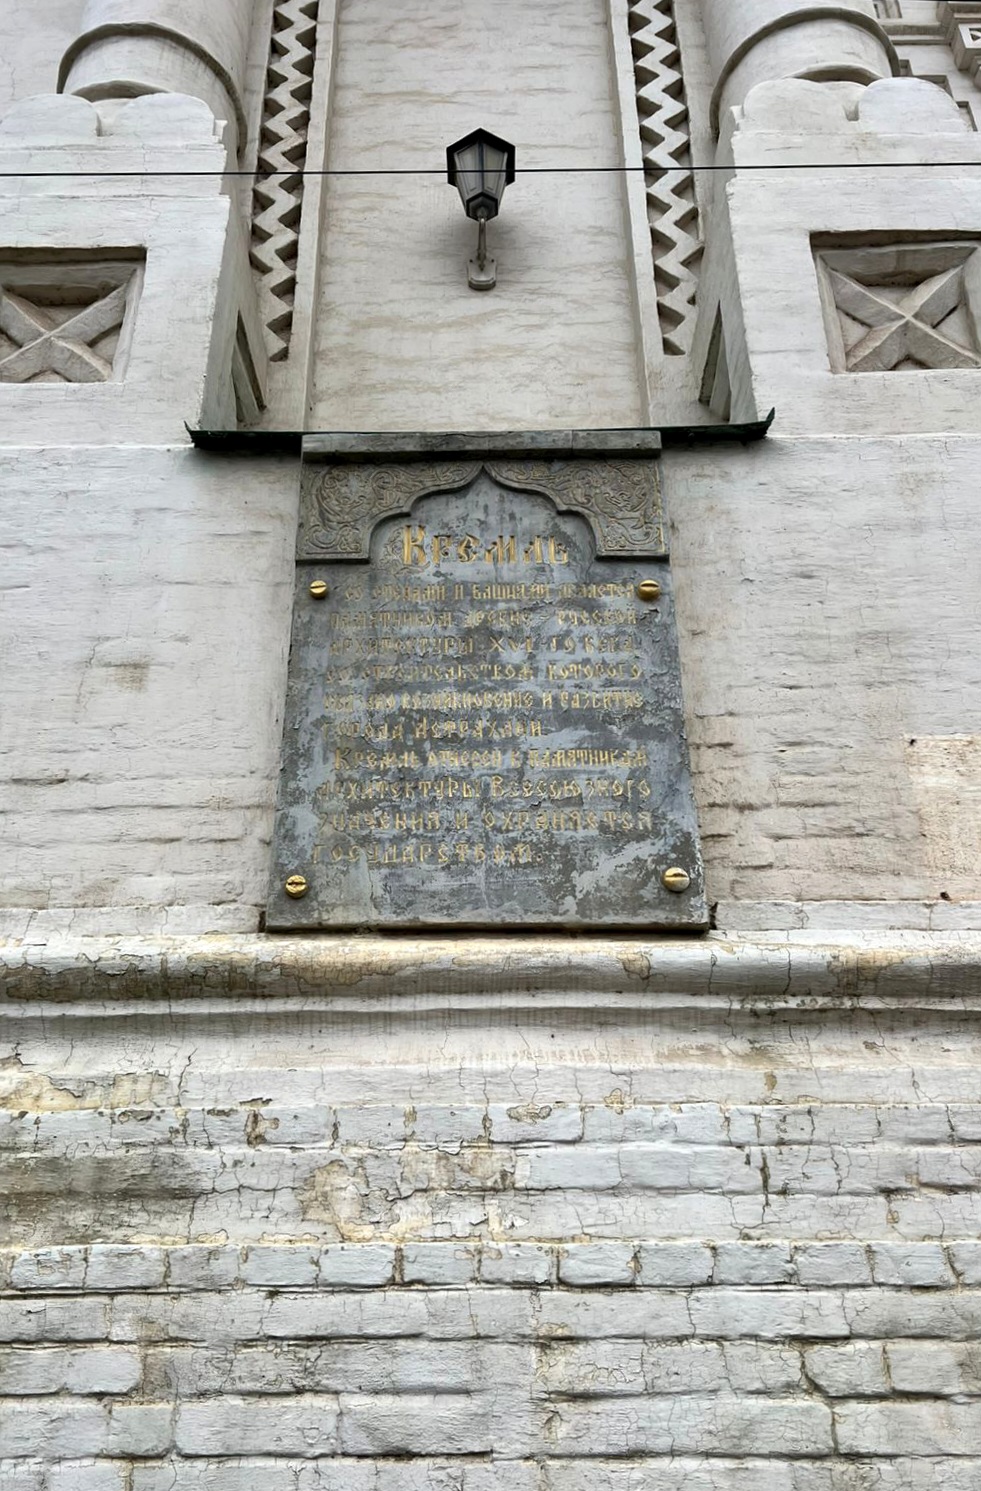 Кремль
со стенами и башнями является
памятником древне-русской
архитектуры XVI-19 века,
со строительством которого
связано возникновение и развитие
города Астрахани.
Кремль отнесен к памятникам
архитектуры Всесоюзного
значения и охраняется
государством.